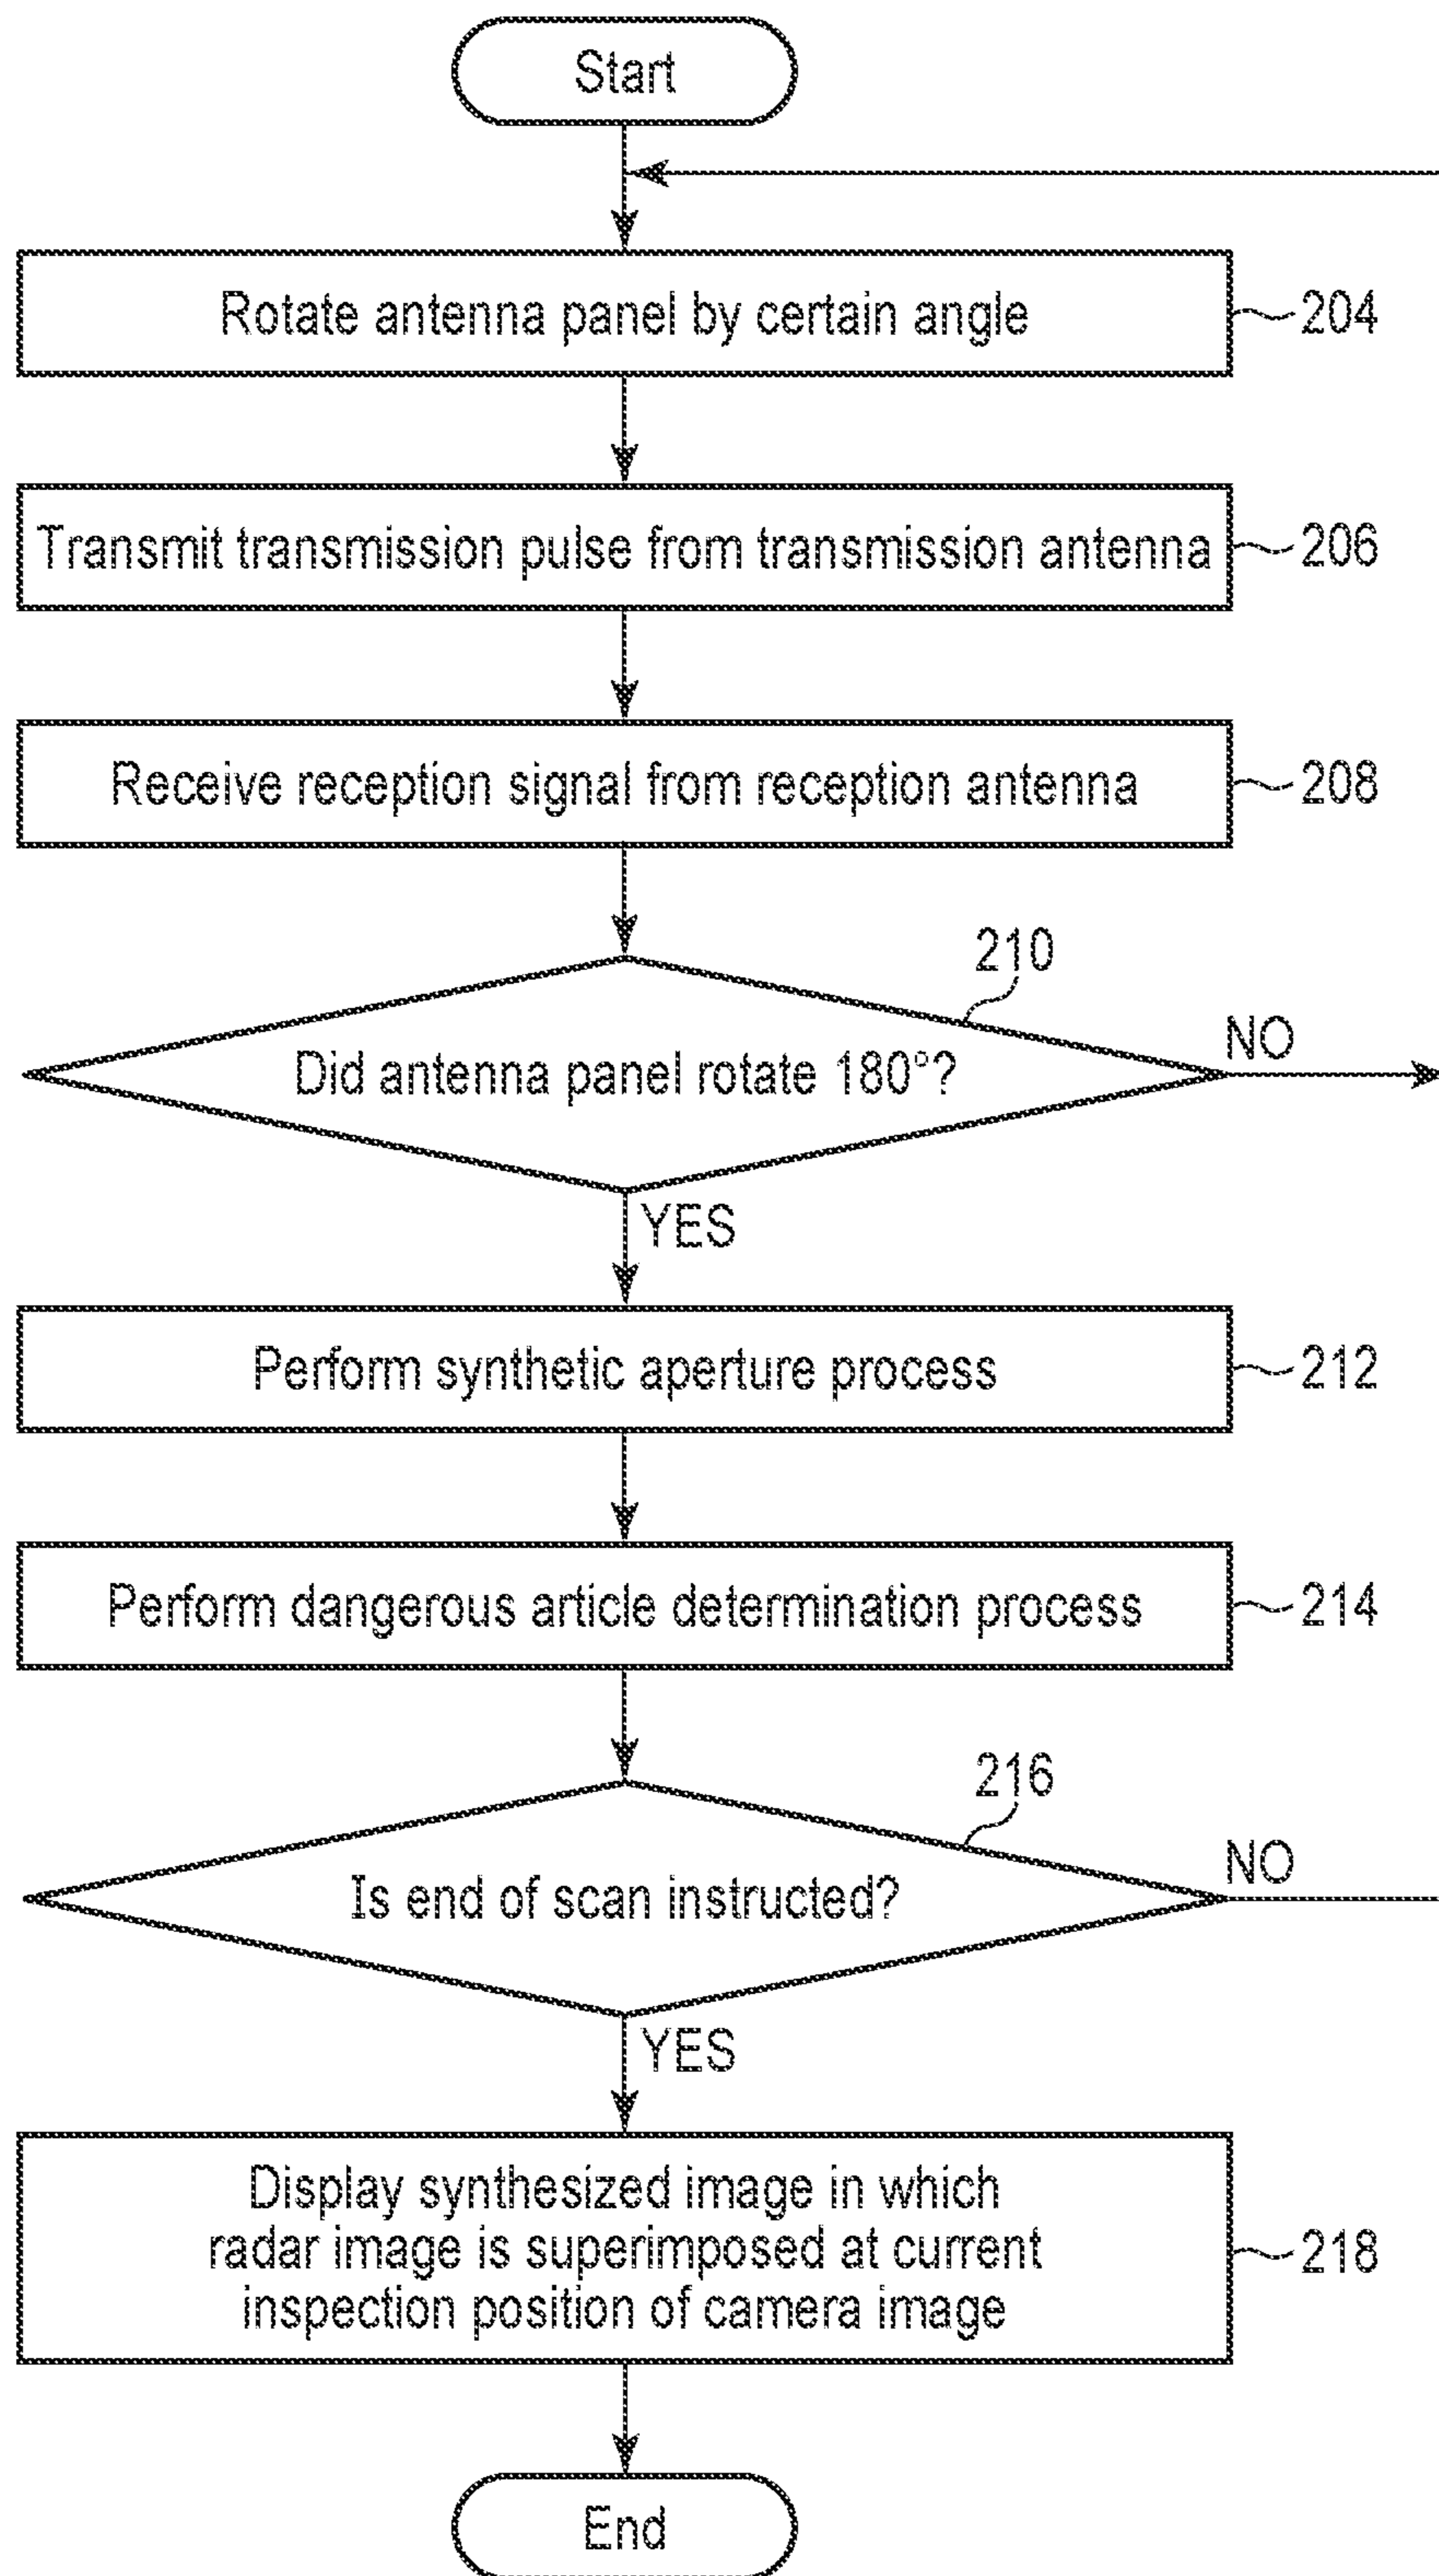 Start
Rotate antenna panel by certain angle
204
Transmit transmission pulse from transmission antenna
206
Receive reception signal from reception antenna
208
210
Did antenna panel rotate 180°?
NO
YES
Perform synthetic aperture process
212
Perform dangerous article determination process
214
216
Is end of scan instructed?
NO
YES
Display synthesized image in which
radar image is superimposed at current
inspection position of camera image
218
End